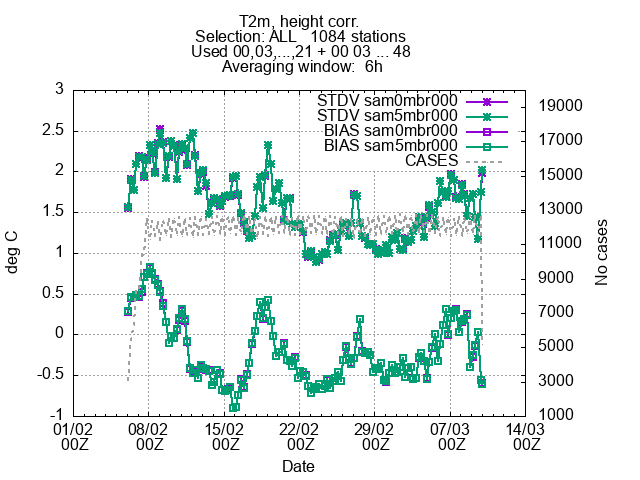 T2m, height corr.
Selection: ALL   1084 stations
Used 00,03,...,21 + 00 03 ... 48
Averaging window:  6h
STDV sam0mbr000
STDV sam5mbr000
BIAS sam0mbr000
BIAS sam5mbr000
CASES
3
2.5
2
1.5
1
0.5
0
-0.5
-1
deg C
19000
17000
15000
13000
11000
9000
7000
5000
3000
1000
No cases
01/02 08/02 15/02 22/02 29/02 07/03 14/03
00Z 00Z 00Z 00Z 00Z 00Z 00Z
Date